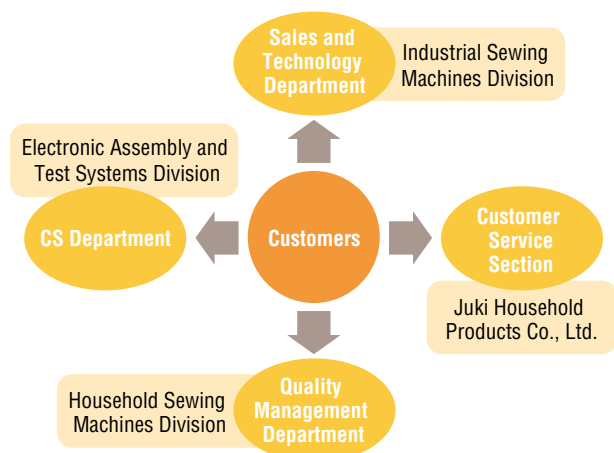 Sales and
Technology
Department
Industrial Sewing
Machines Division
Electronic Assembly and
Test Systems Division
CS Department
Customers
Customer
Service
Section
Juki Household
Products Co., Ltd.
Household Sewing
Machines Division
Quality
Management
Department